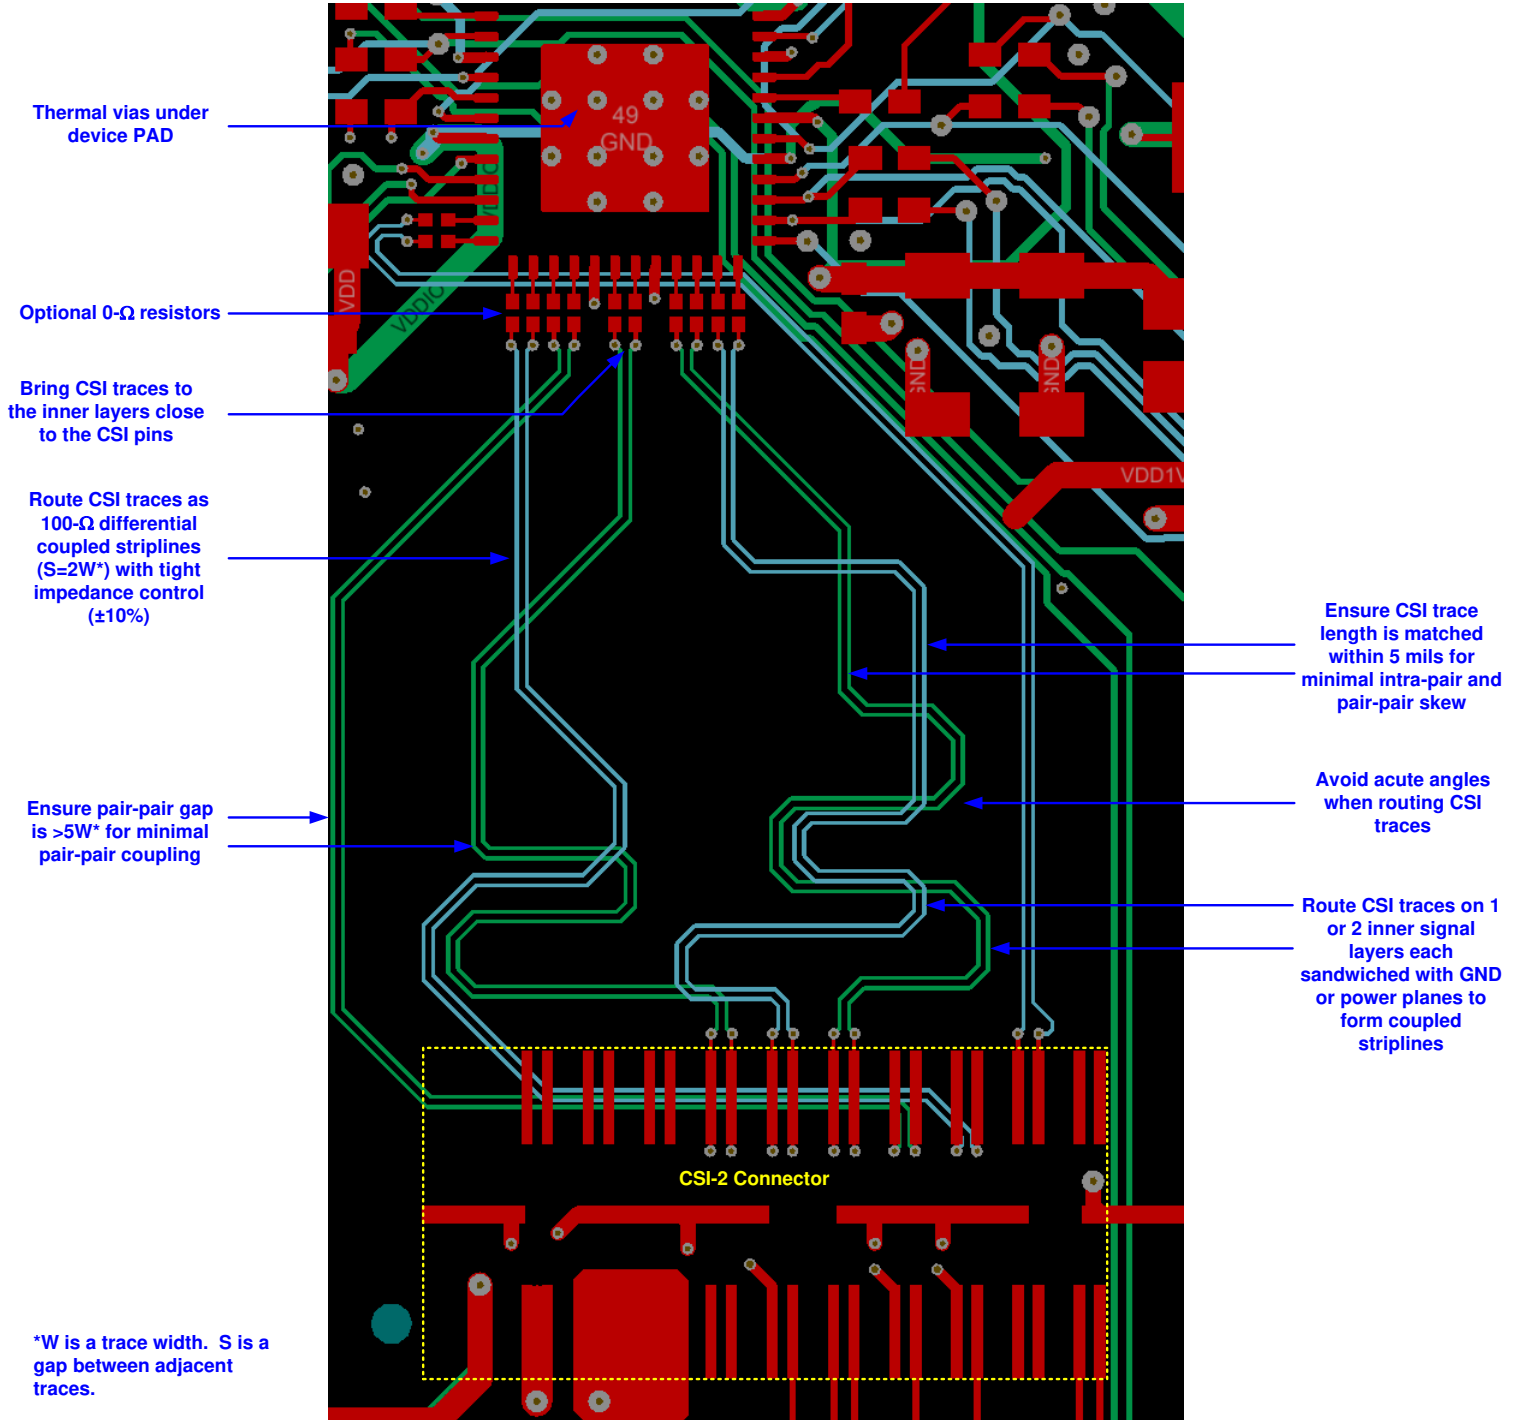 Thermal vias under
device PAD
Optional 0-Ω resistors
Bring CSI traces to
the inner layers close
to the CSI pins
Route CSI traces as
100-Ω differential
coupled striplines
(S=2W*) with tight
impedance control
(±10%)
Ensure pair-pair gap
is >5W* for minimal
pair-pair coupling
*W is a trace width.  S is a
gap between adjacent
traces.
49
GND
VDDIO
VDD
VDDIO
GND
GND
VDD1V
CSI-2 Connector
Ensure CSI trace
length is matched
within 5 mils for
minimal intra-pair and
pair-pair skew
Avoid acute angles
when routing CSI
traces
Route CSI traces on 1
or 2 inner signal
layers each
sandwiched with GND
or power planes to
form coupled
striplines